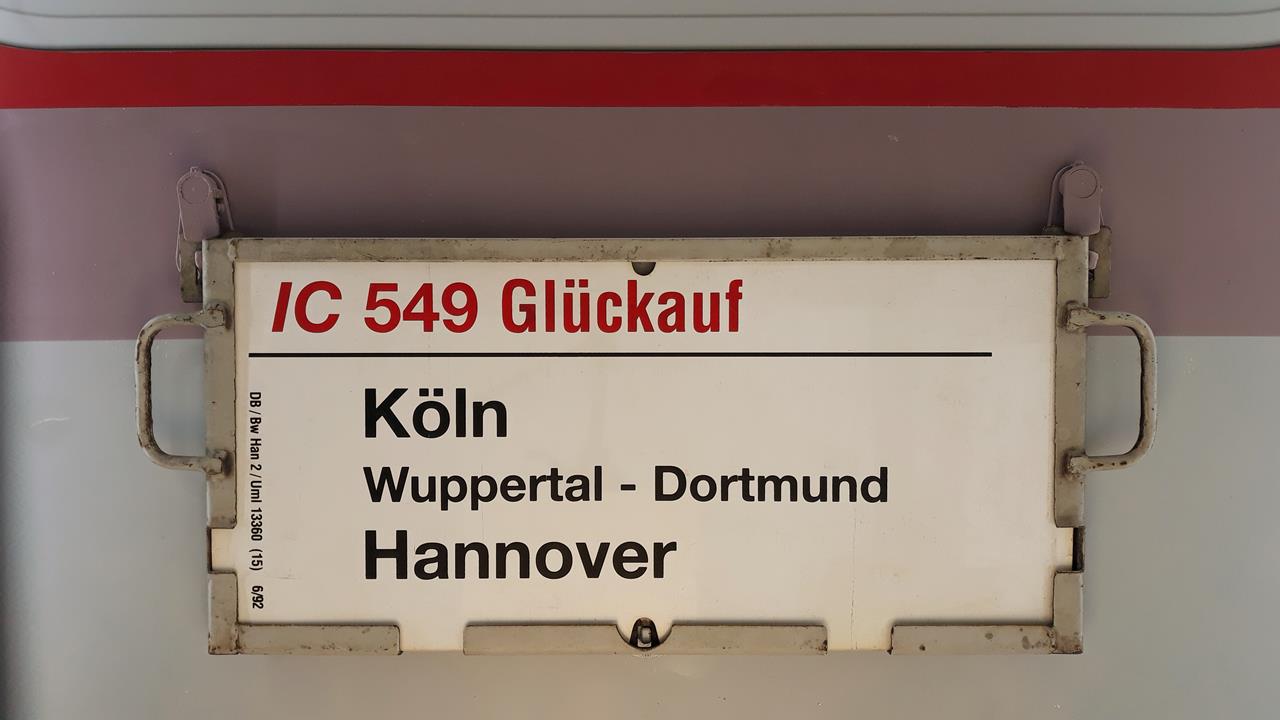 IC 549 Glückauf
Köln
Wuppertal - Dortmund
Hannover
DB / Bw Han 2 / Uml 13360 (15) 6/92